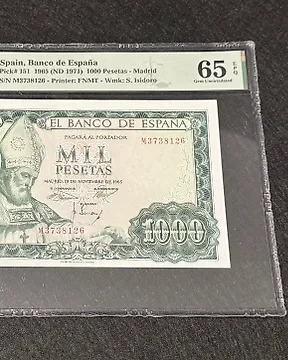 Spain, Banco de España
Pick# 151 1965 (ND 1971) 1000 Pesetas - Madrid
S/N M3738126 - Printer: FNMT - Wmk: S. Isidoro
65 EPQ
Gem Uncirculated
EL BANCO DE ESPAÑA
PAGARÁ AL PORTADOR
M3738126
MIL
PESETAS
MADRID, 19 DE NOVIEMBRE DE 1965
M3738126
1000